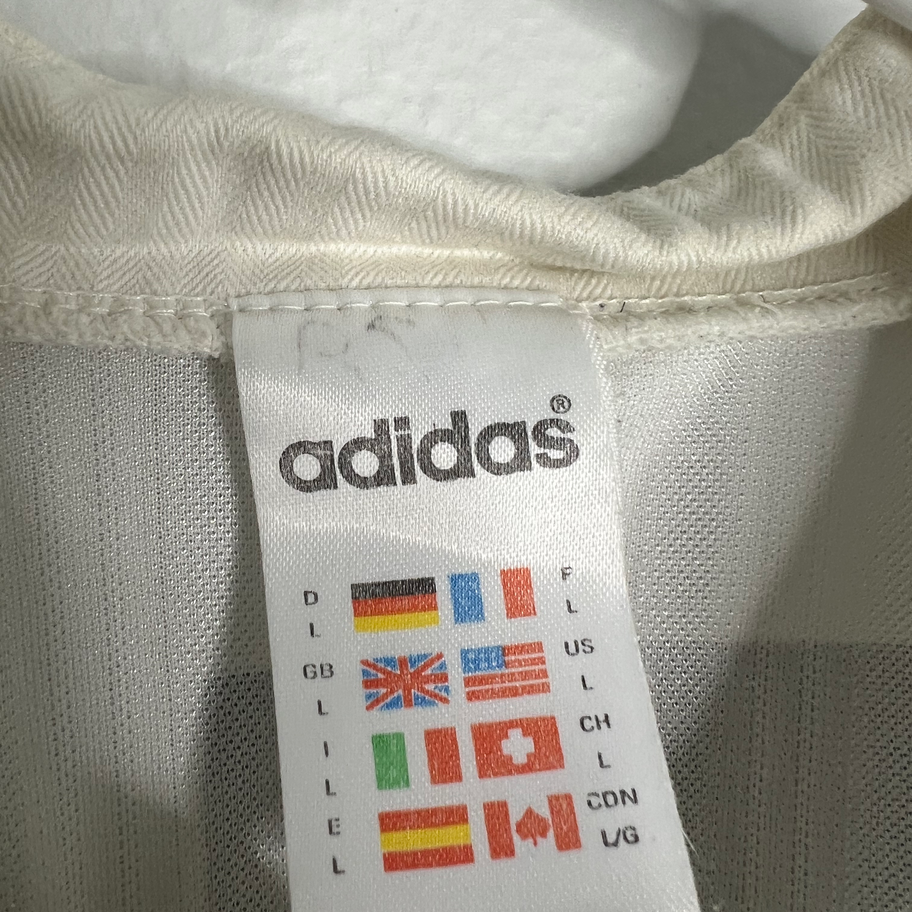 adidas®
D F
L L
GB US
L L
I CH
L L
E CDN
L L/G